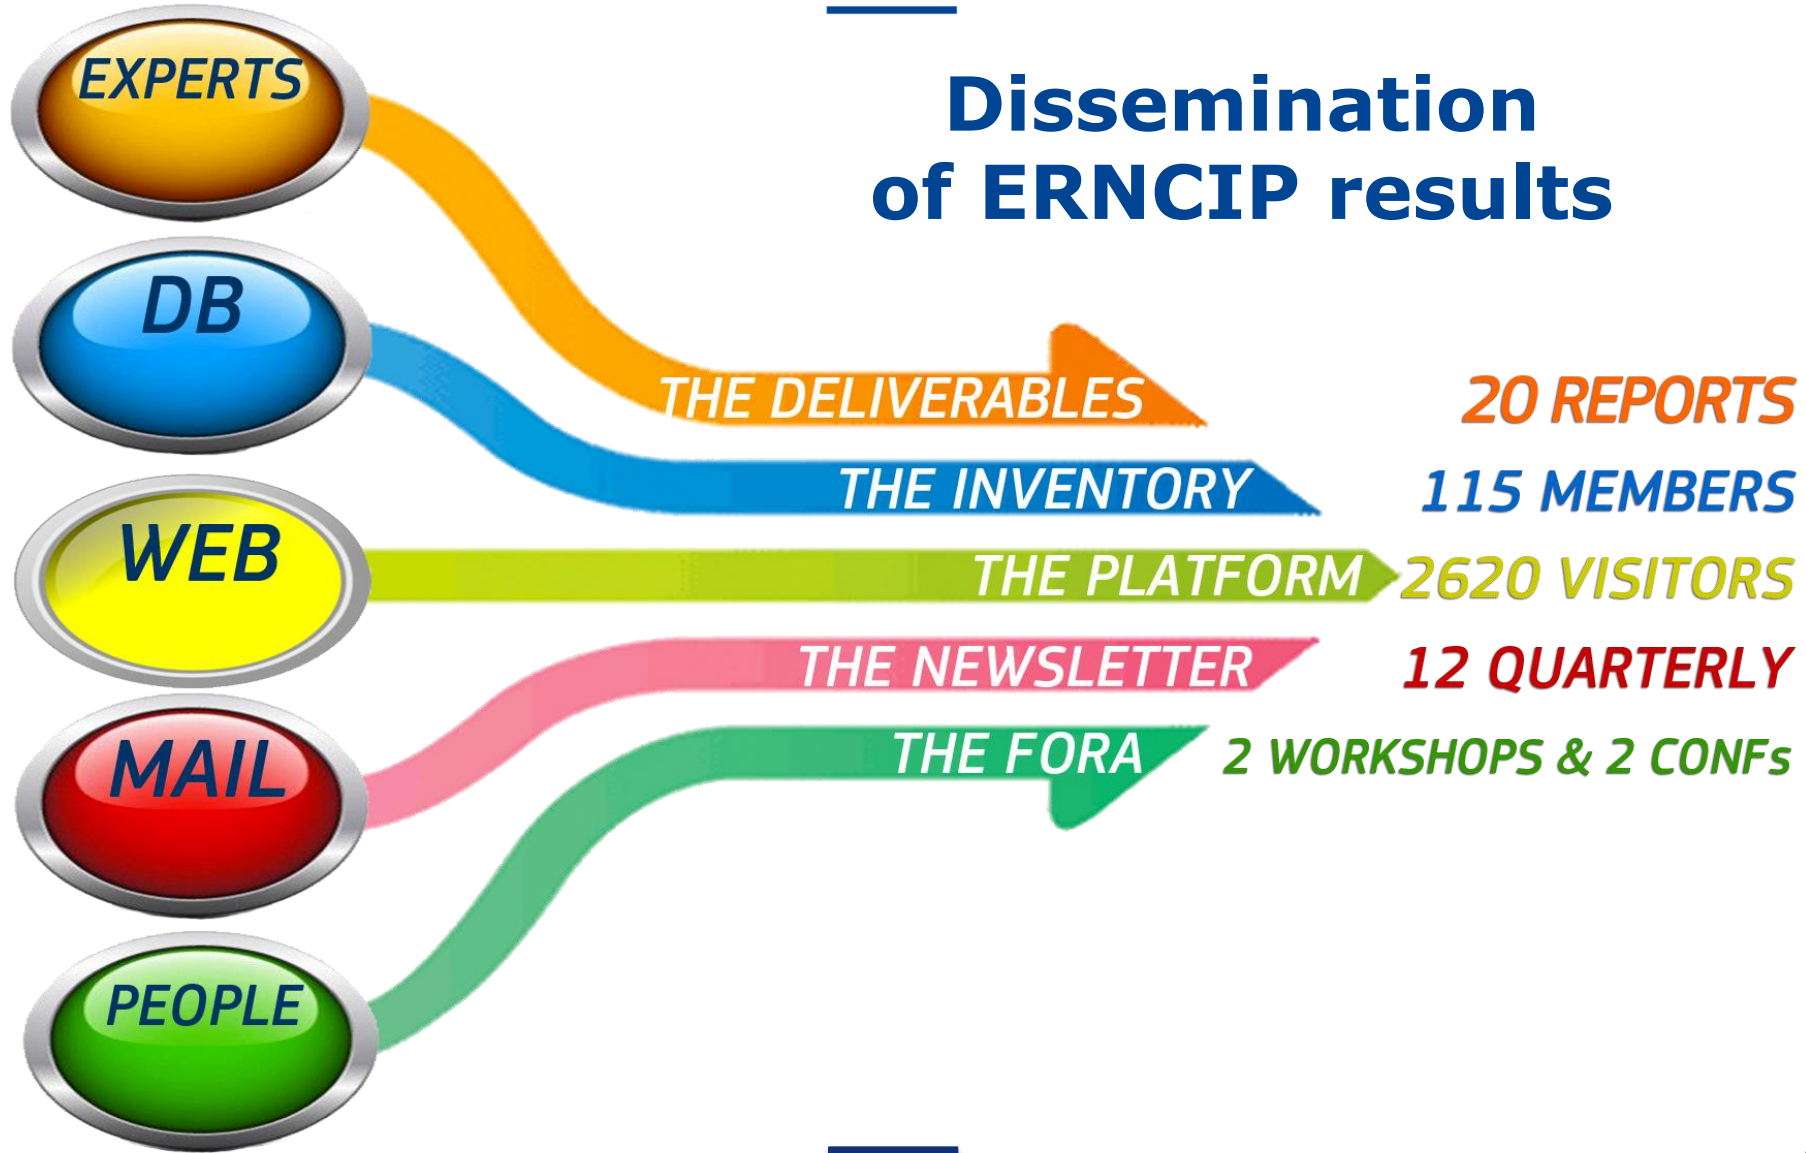 Dissemination
of ERNCIP results
EXPERTS
THE DELIVERABLES
20 REPORTS
DB
THE INVENTORY
115 MEMBERS
WEB
THE PLATFORM
2620 VISITORS
MAIL
THE NEWSLETTER
12 QUARTERLY
PEOPLE
THE FORA
2 WORKSHOPS & 2 CONFs